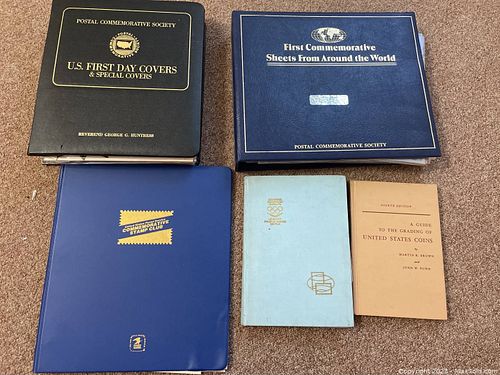 POSTAL COMMEMORATIVE SOCIETY
U.S. FIRST DAY COVERS
& SPECIAL COVERS
REVEREND GEORGE G. HUNTRESS
First Commemorative
Sheets From Around the World
POSTAL COMMEMORATIVE SOCIETY
COMMEMORATIVE
STAMP CLUB
FOURTH EDITION
A GUIDE
TO THE GRADING OF
UNITED STATES COINS
by
MARTIN R. BROWN
and
JOHN W. DUNN